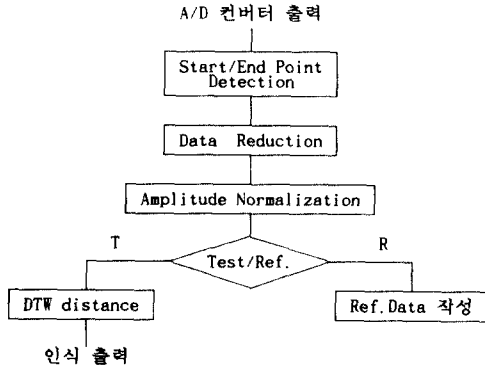 A/D 컨버터 출력
Start/End Point
Detection
Data Reduction
Amplitude Normalization
T
R
Test/Ref.
DTW distance
Ref.Data 작성
인식 출력